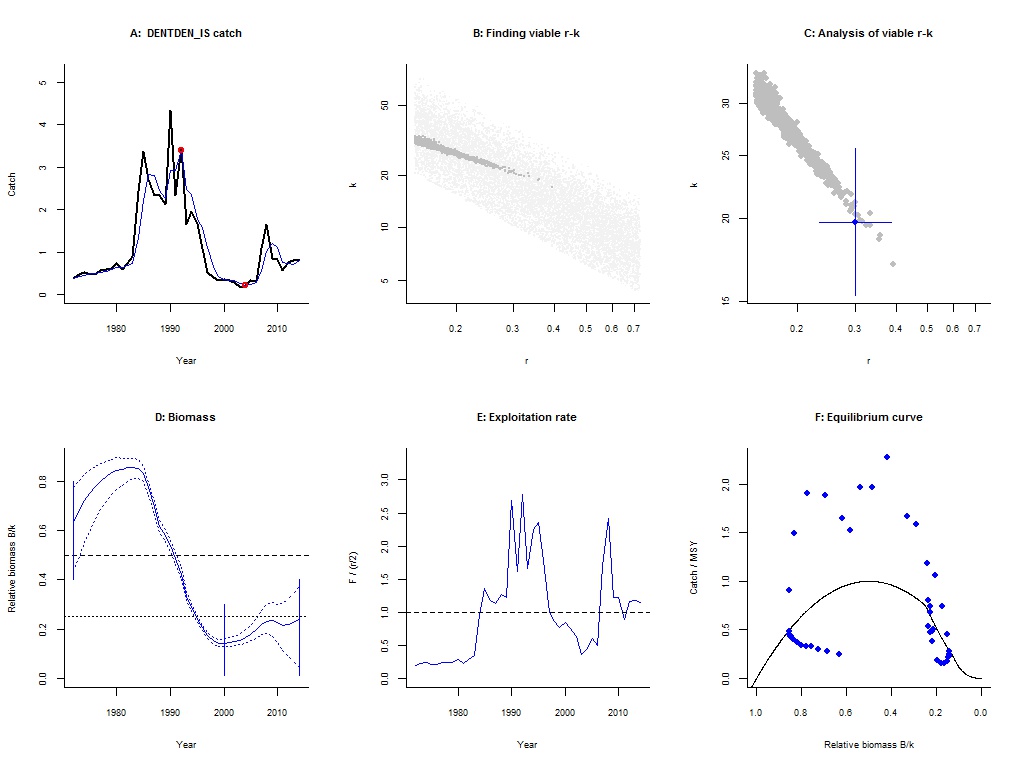 A: DENTDEN_IS catch
B: Finding viable r-k
C: Analysis of viable r-k
Catch
0 1 2 3 4 5
1980 1990 2000 2010
Year
k
5 10 20 50
0.2 0.3 0.4 0.5 0.6 0.7
r
k
15 20 25 30
0.2 0.3 0.4 0.5 0.6 0.7
r
D: Biomass
E: Exploitation rate
F: Equilibrium curve
Relative biomass B/k
0.0 0.2 0.4 0.6 0.8
1980 1990 2000 2010
Year
F / (r/2)
0.0 0.5 1.0 1.5 2.0 2.5 3.0
1980 1990 2000 2010
Year
Catch / MSY
0.0 0.5 1.0 1.5 2.0
1.0 0.8 0.6 0.4 0.2 0.0
Relative biomass B/k